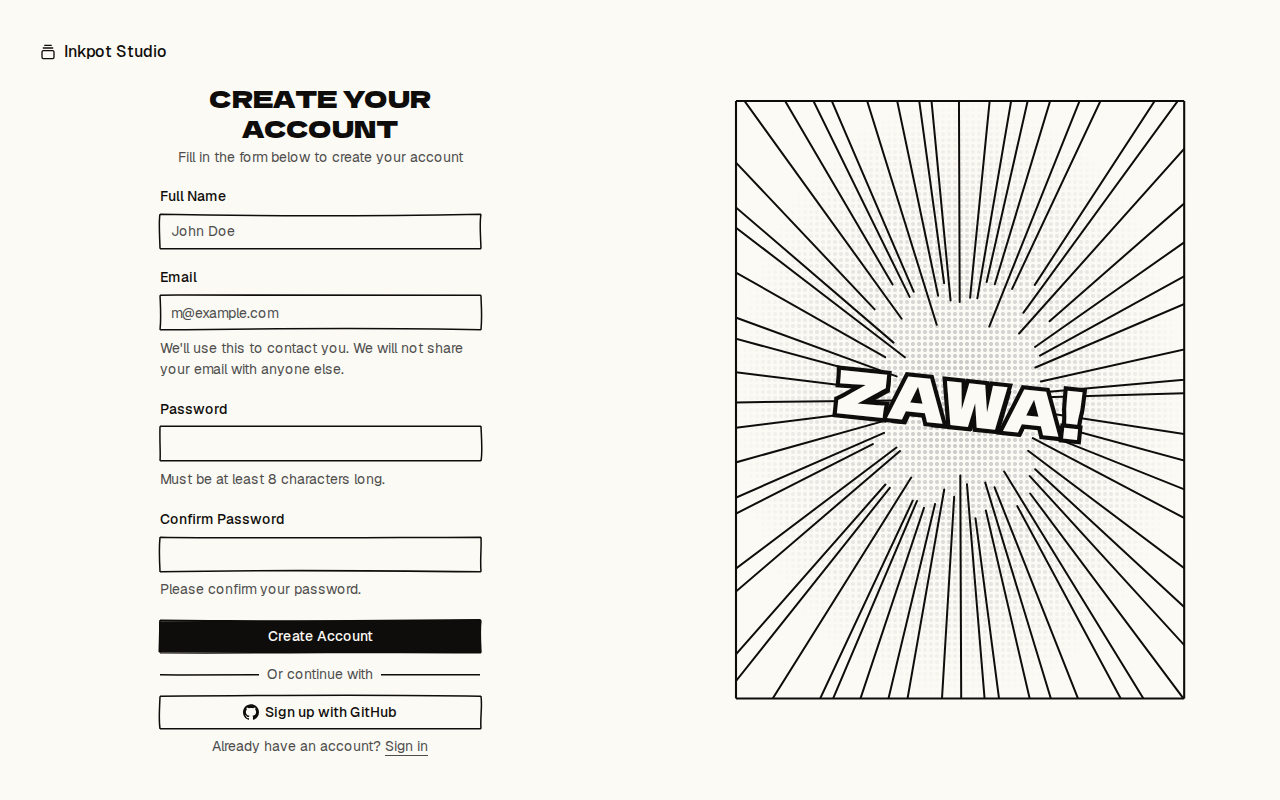 Inkpot Studio
CREATE YOUR
ACCOUNT
Fill in the form below to create your account
Full Name
John Doe
Email
m@example.com
We'll use this to contact you. We will not share
your email with anyone else.
Password
Must be at least 8 characters long.
Confirm Password
Please confirm your password.
Create Account
Or continue with
Sign up with GitHub
Already have an account? Sign in
ZAWA!